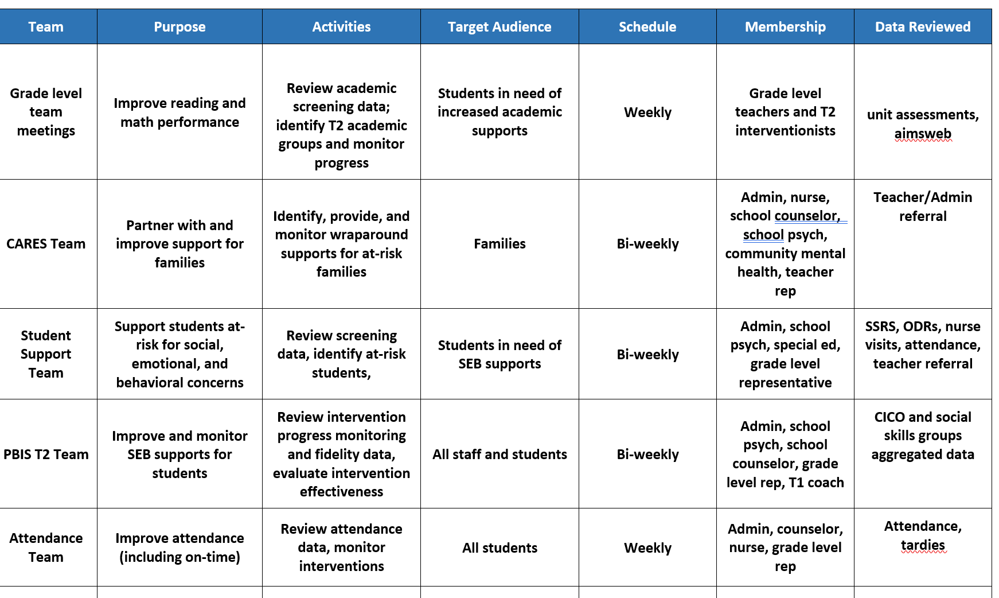 Team Purpose Activities Target Audience Schedule Membership Data Reviewed
Grade level
team
meetings
Improve reading and
math performance
Review academic
screening data;
identify T2 academic
groups and monitor
progress
Students in need of
increased academic
supports
Weekly
Grade level
teachers and T2
interventionists
unit assessments,
aimsweb
CARES Team
Partner with and
improve support for
families
Identify, provide, and
monitor wraparound
supports for at-risk
families
Families
Bi-weekly
Admin, nurse,
school counselor,
school psych,
community mental
health, teacher
rep
Teacher/Admin
referral
Student
Support
Team
Support students at-
risk for social,
emotional, and
behavioral concerns
Review screening
data, identify at-risk
students,
Students in need of
SEB supports
Bi-weekly
Admin, school
psych, special ed,
grade level
representative
SSRS, ODRs, nurse
visits, attendance,
teacher referral
PBIS T2 Team
Improve and monitor
SEB supports for
students
Review intervention
progress monitoring
and fidelity data,
evaluate intervention
effectiveness
All staff and students
Bi-weekly
Admin, school
psych, school
counselor, grade
level rep, T1 coach
CICO and social
skills groups
aggregated data
Attendance
Team
Improve attendance
(including on-time)
Review attendance
data, monitor
interventions
All students
Weekly
Admin, counselor,
nurse, grade level
rep
Attendance,
tardies